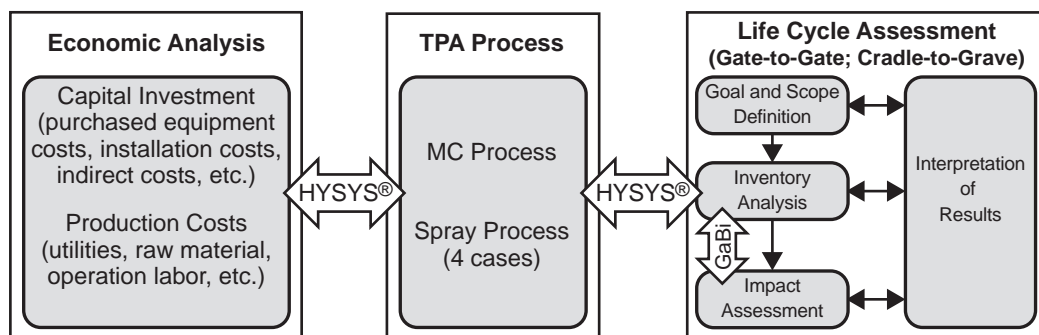 Economic Analysis
Capital Investment
(purchased equipment
costs, installation costs,
indirect costs, etc.)
Production Costs
(utilities, raw material,
operation labor, etc.)
HYSYS®
TPA Process
MC Process
Spray Process
(4 cases)
HYSYS®
Life Cycle Assessment
(Gate-to-Gate; Cradle-to-Grave)
Goal and Scope
Definition
Inventory
Analysis
GaBi
Impact
Assessment
Interpretation
of
Results